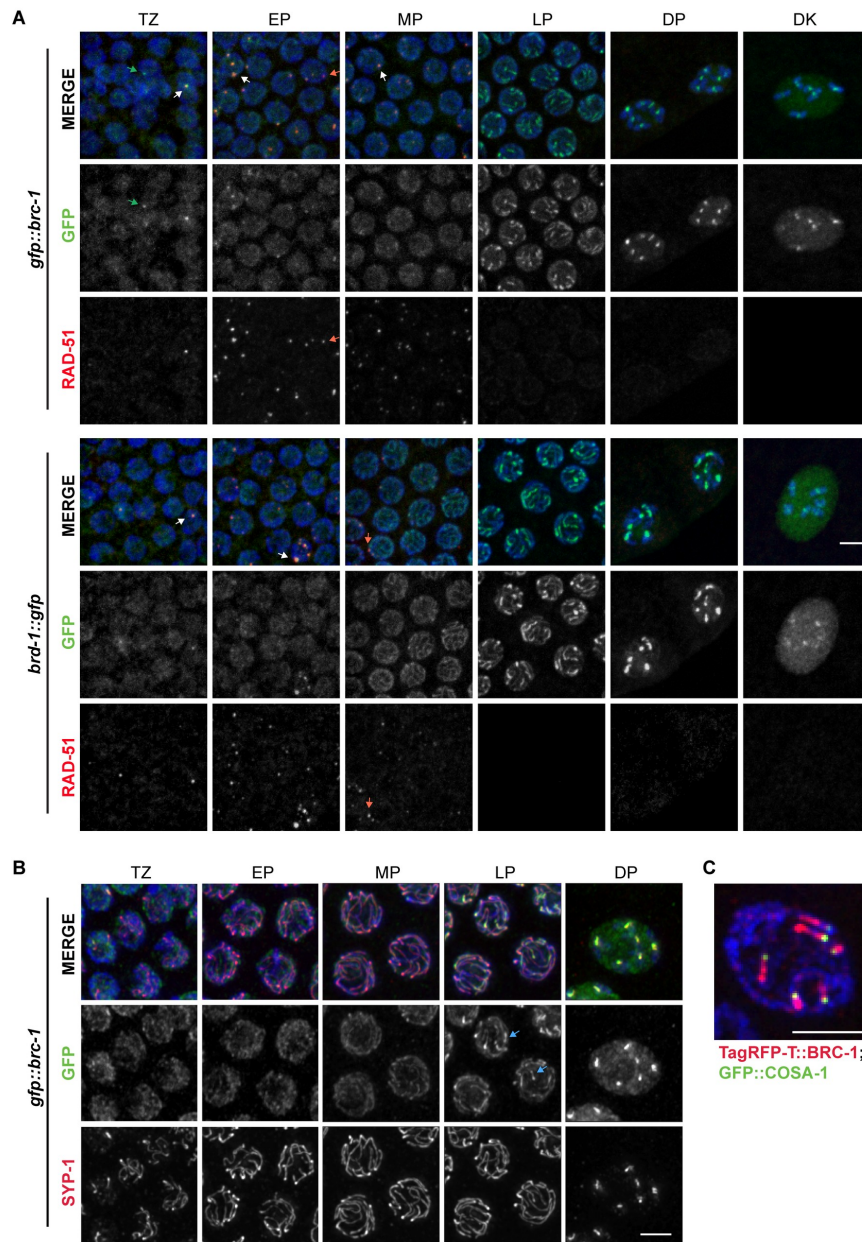 A
TZ EP MP LP DP DK
gfp::brc-1
MERGE
GFP
RAD-51
brd-1::gfp
MERGE
GFP
RAD-51
B
TZ EP MP LP DP
gfp::brc-1
MERGE
GFP
SYP-1
C
TagRFP-T::BRC-1;
GFP::COSA-1